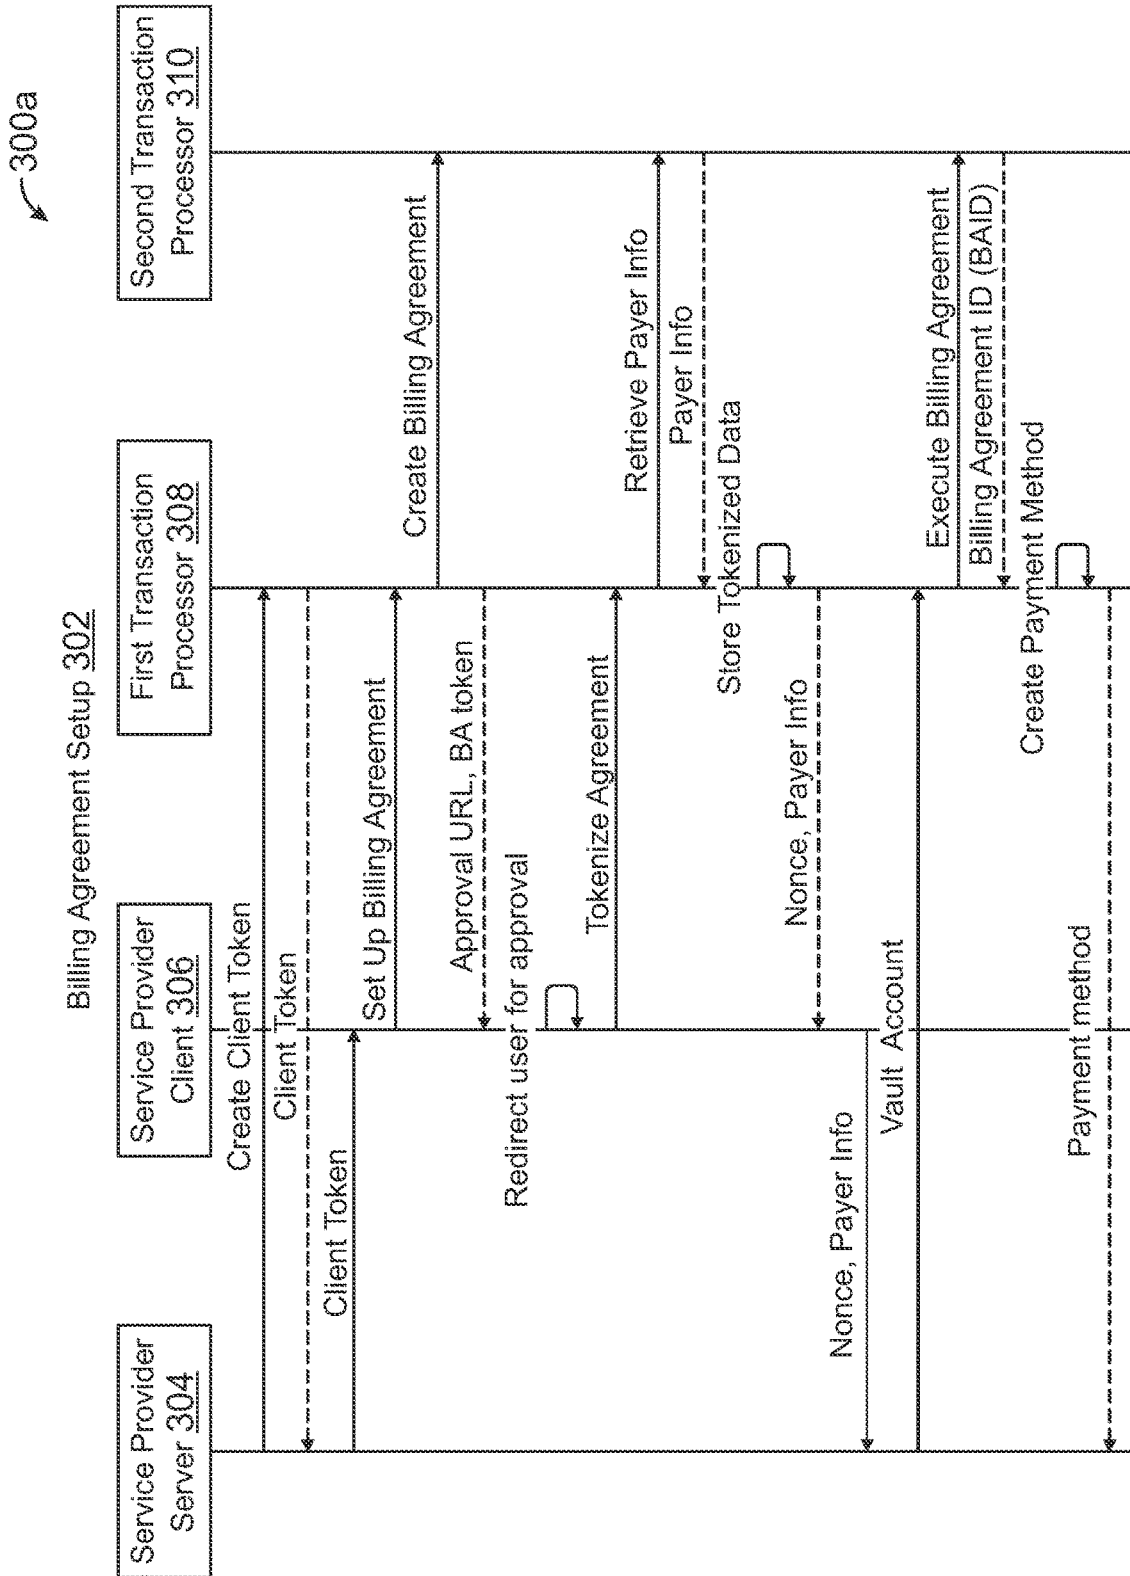 300a
Billing Agreement Setup 302
Service Provider
Server 304
Service Provider
Client 306
First Transaction
Processor 308
Second Transaction
Processor 310
Create Client Token
Client Token
Client Token
Set Up Billing Agreement
Create Billing Agreement
Approval URL, BA token
Redirect user for approval
Tokenize Agreement
Retrieve Payer Info
Payer Info
Store Tokenized Data
Nonce, Payer Info
Nonce, Payer Info
Vault Account
Execute Billing Agreement
Billing Agreement ID (BAID)
Create Payment Method
Payment method